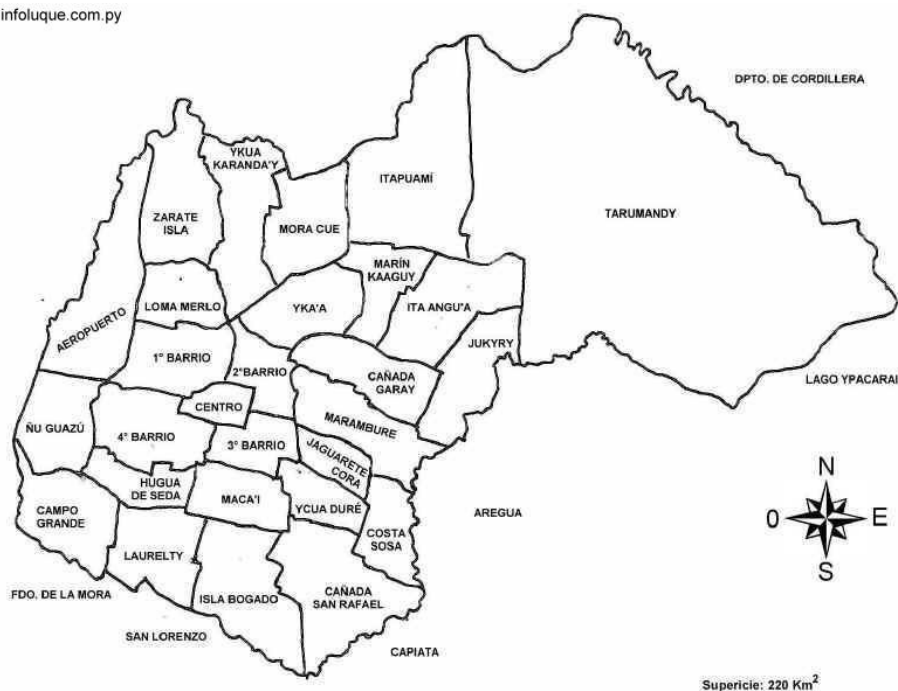 infoluque.com.py
DPTO. DE CORDILLERA
YKUA
KARANDA'Y
ITAPUAMÍ
ZARATE
ISLA
MORA CUE
TARUMANDY
MARÍN
KAAGUY
LOMA MERLO
YKA'A
ITA ANGU'A
AEROPUERTO
JUKYRY
1° BARRIO
2°BARRIO
CAÑADA
GARAY
LAGO YPACARAI
CENTRO
MARAMBURE
ÑU GUAZÚ
4° BARRIO
3° BARRIO
JAGUARETE
CORA
HUGUA
DE SEDA
MACA'I
YCUA DURÉ
CAMPO
GRANDE
COSTA
SOSA
AREGUA
N
O
E
S
LAURELTY
FDO. DE LA MORA
ISLA BOGADO
CAÑADA
SAN RAFAEL
SAN LORENZO
CAPIATA
Supericie: 220 Km²